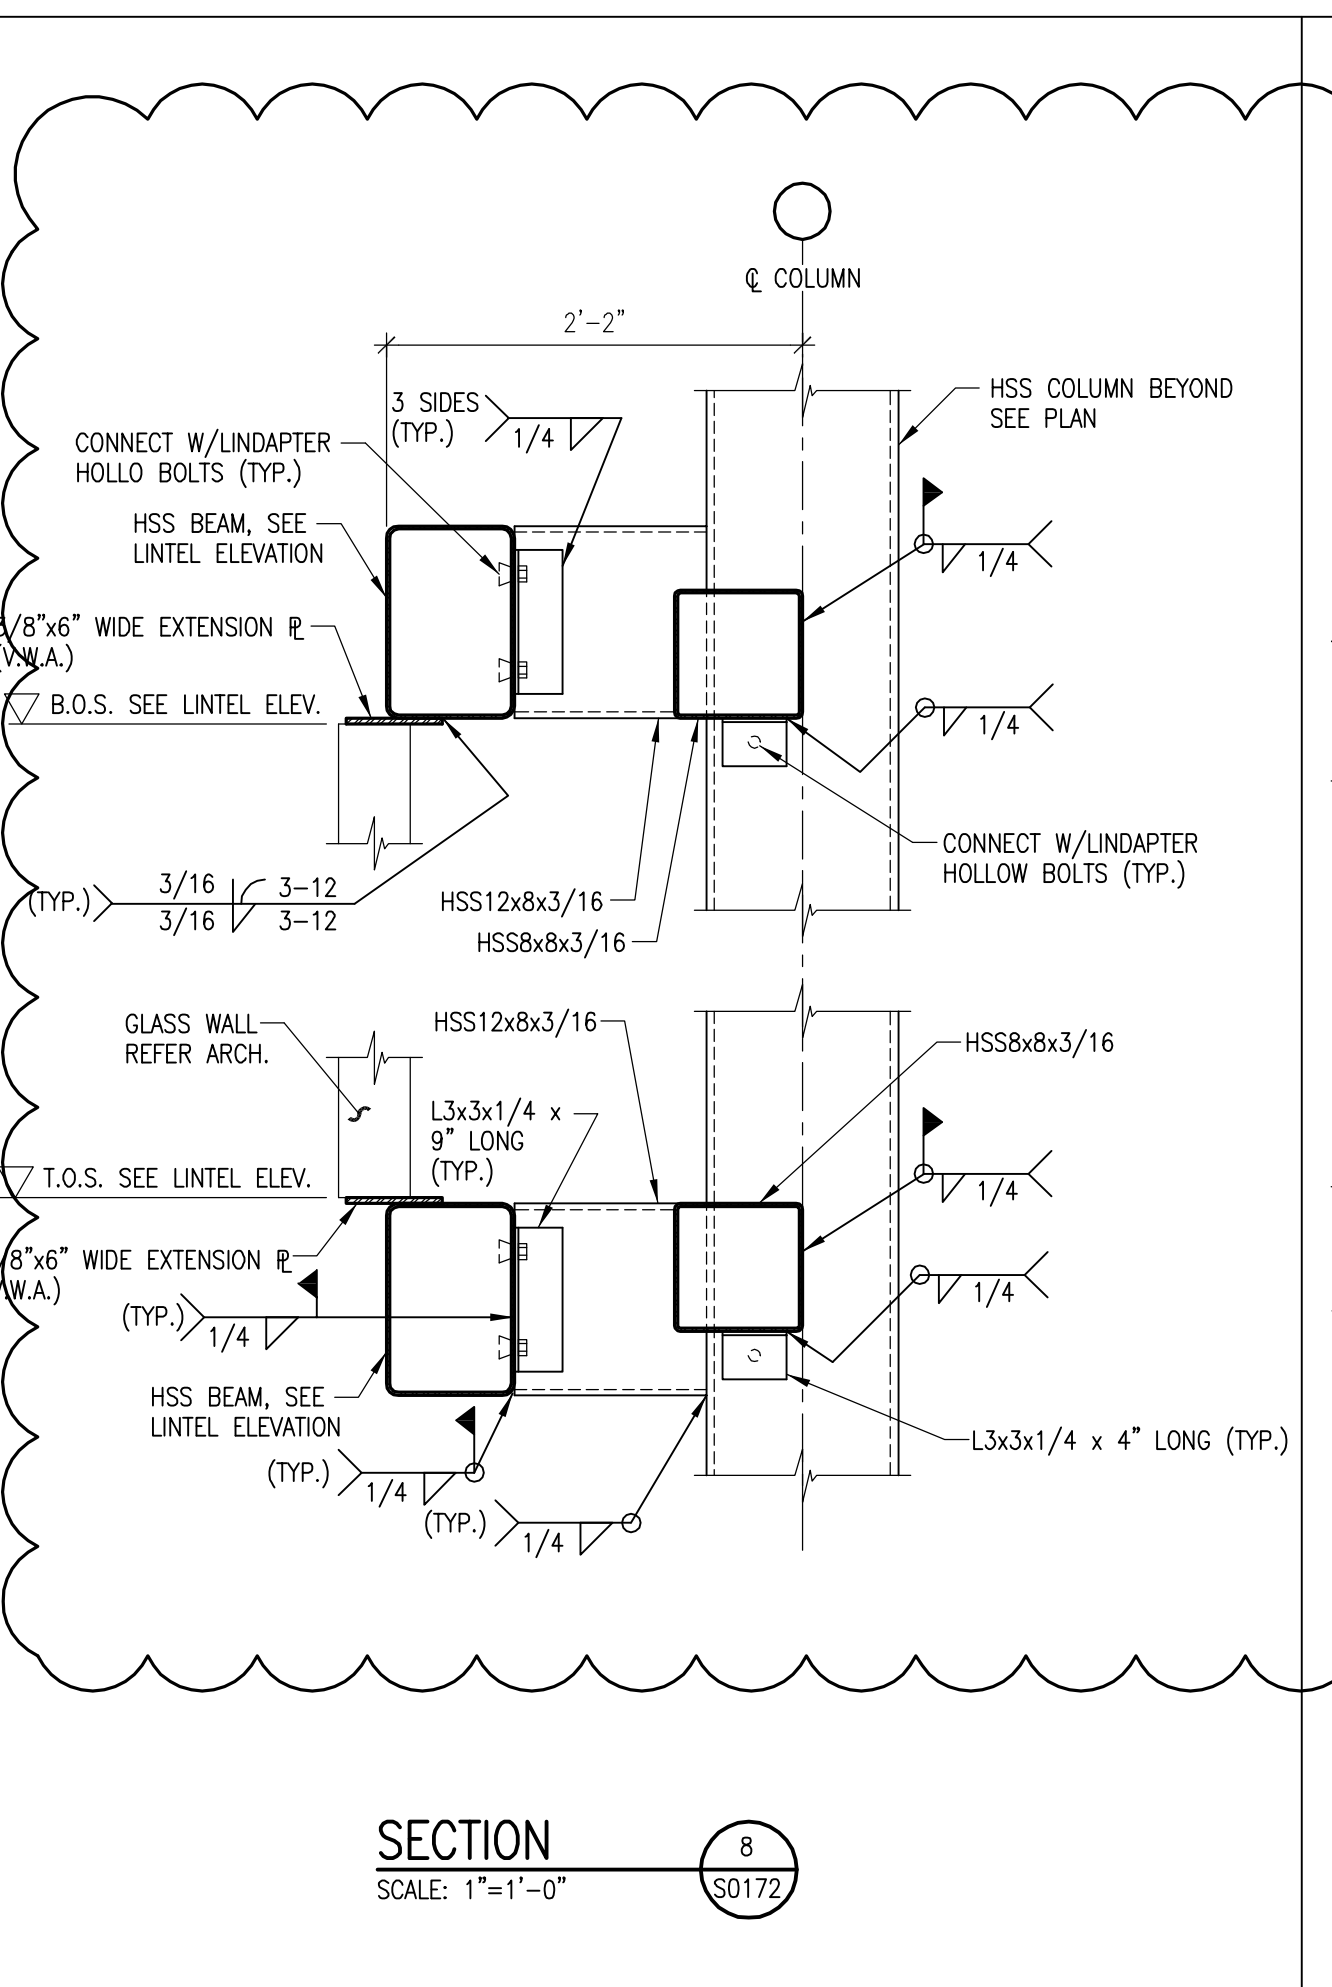 ℄ COLUMN
2'-2"
3 SIDES
(TYP.)
1/4
HSS COLUMN BEYOND
SEE PLAN
CONNECT W/LINDAPTER
HOLLO BOLTS (TYP.)
HSS BEAM, SEE
LINTEL ELEVATION
1/4
3/8"x6" WIDE EXTENSION ⅊
(V.W.A.)
B.O.S. SEE LINTEL ELEV.
1/4
CONNECT W/LINDAPTER
HOLLOW BOLTS (TYP.)
(TYP.)
3/16
3-12
3/16
3-12
HSS12x8x3/16
HSS8x8x3/16
GLASS WALL
REFER ARCH.
HSS12x8x3/16
HSS8x8x3/16
L3x3x1/4 x
9" LONG
(TYP.)
T.O.S. SEE LINTEL ELEV.
1/4
8"x6" WIDE EXTENSION ⅊
.W.A.)
(TYP.)
1/4
1/4
HSS BEAM, SEE
LINTEL ELEVATION
L3x3x1/4 x 4" LONG (TYP.)
(TYP.)
1/4
(TYP.)
1/4
SECTION
SCALE: 1"=1'-0"
8
S0172